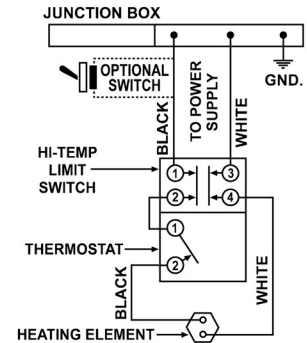 JUNCTION BOX
OPTIONAL
SWITCH
GND.
BLACK
TO POWER
SUPPLY
WHITE
HI-TEMP
LIMIT
SWITCH
1
3
2
4
THERMOSTAT
1
2
BLACK
WHITE
HEATING ELEMENT